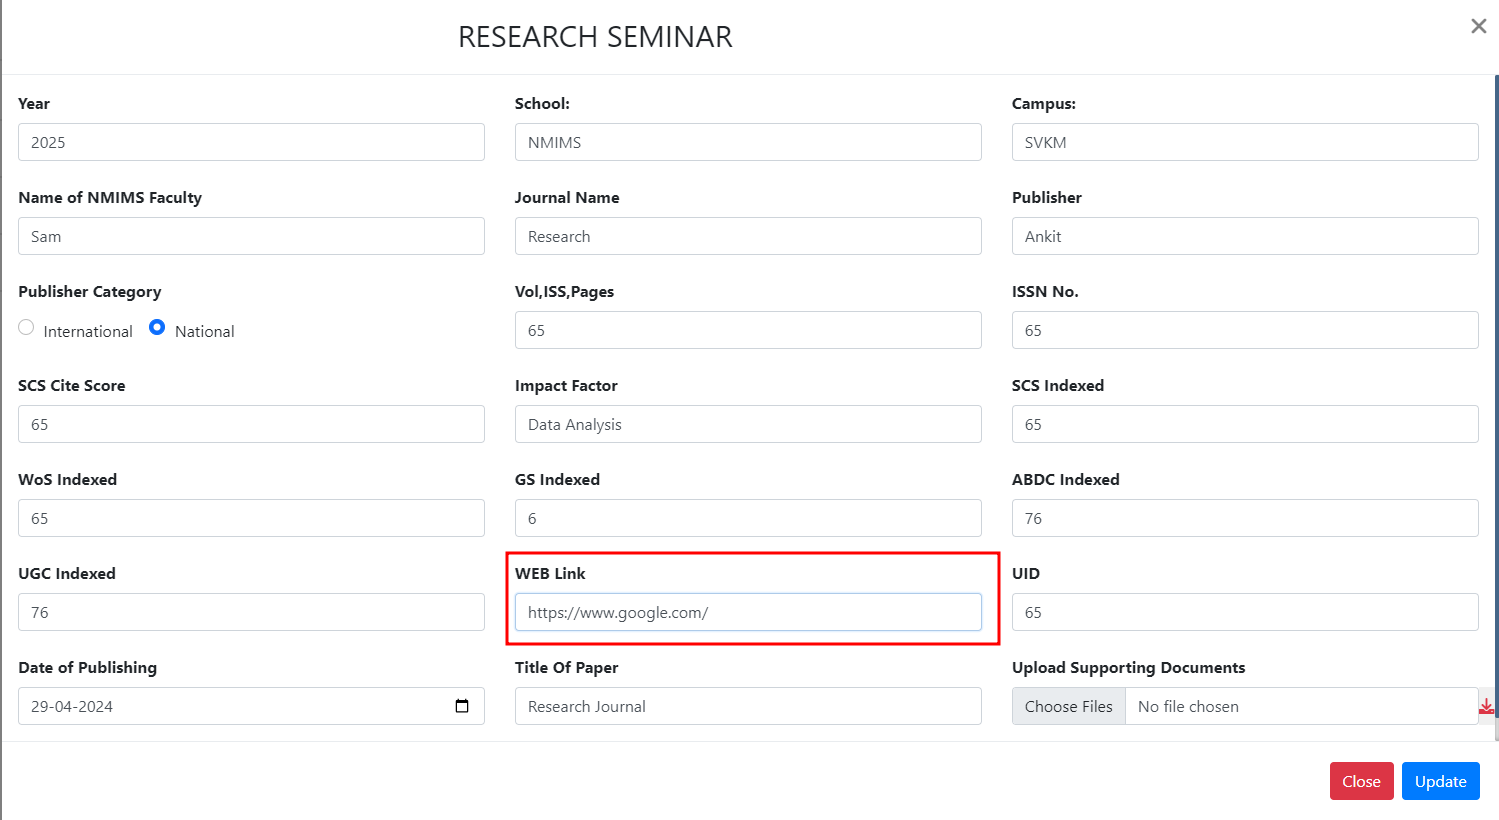 RESEARCH SEMINAR
Year School: Campus:
2025 NMIMS SVKM
Name of NMIMS Faculty Journal Name Publisher
Sam Research Ankit
Publisher Category Vol,ISS,Pages ISSN No.
International National 65 65
SCS Cite Score Impact Factor SCS Indexed
65 Data Analysis 65
WoS Indexed GS Indexed ABDC Indexed
65 6 76
UGC Indexed WEB Link UID
76 https://www.google.com/ 65
Date of Publishing Title Of Paper Upload Supporting Documents
29-04-2024 Research Journal Choose Files No file chosen
Close Update